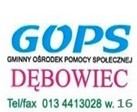 GOPS
GMINNY OŚRODEK POMOCY SPOŁECZNEJ
DĘBOWIEC
Tel/fax 013 4413028 w. 16